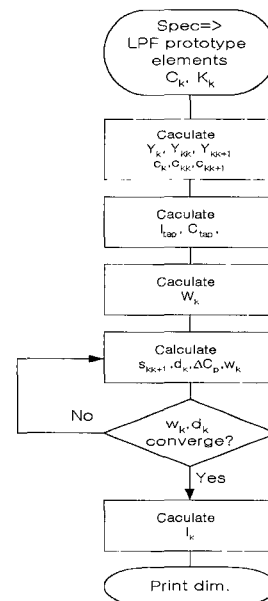 Spec=>
LPF prototype
elements
C_k, K_k
Caculate
Y_k, Y_kk, Y_kk+1
c_k, c_kk, c_kk+1
Caculate
l_tap, C_tap,
Caculate
W_k
Calculate
s_kk+1, d_k, ΔC_p, w_k
No
w_k, d_k
converge?
Yes
Caculate
l_k
Print dim.